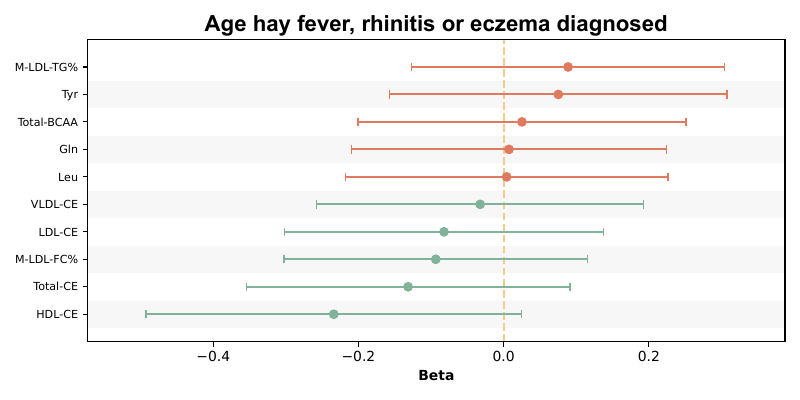 Age hay fever, rhinitis or eczema diagnosed
M-LDL-TG%
Tyr
Total-BCAA
Gln
Leu
VLDL-CE
LDL-CE
M-LDL-FC%
Total-CE
HDL-CE
−0.4 −0.2 0.0 0.2
Beta